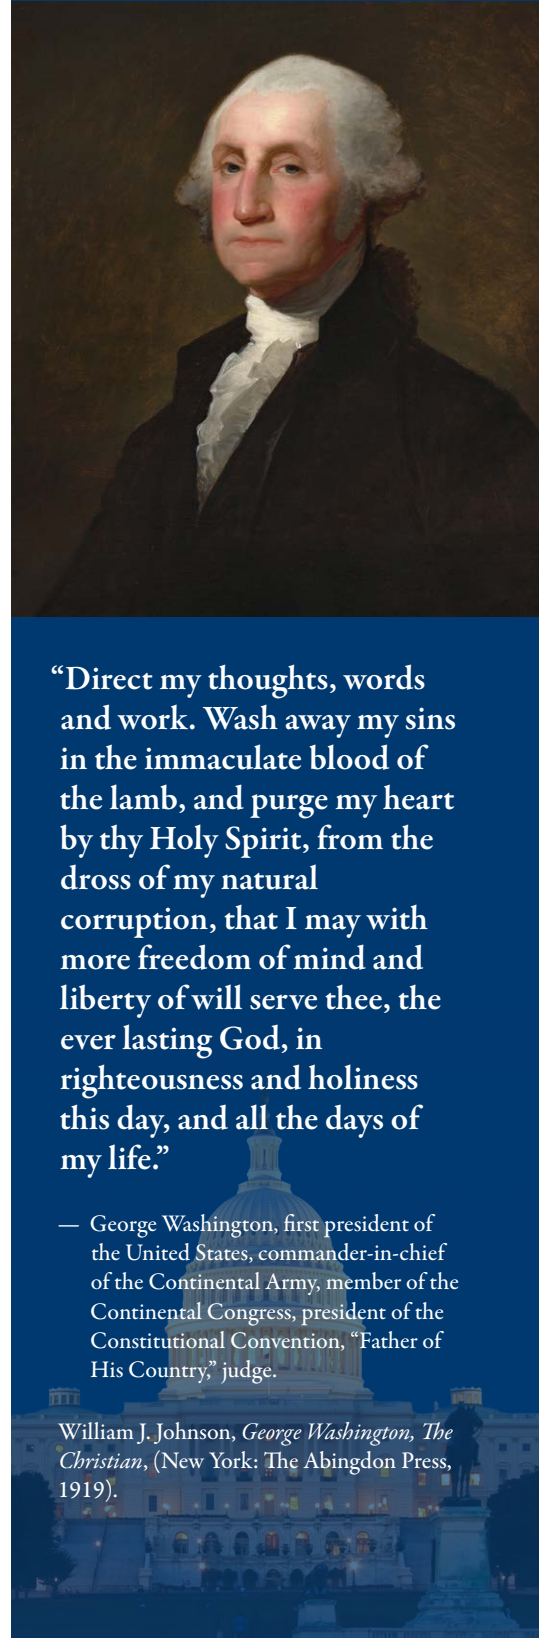 “Direct my thoughts, words
and work. Wash away my sins
in the immaculate blood of
the lamb, and purge my heart
by thy Holy Spirit, from the
dross of my natural
corruption, that I may with
more freedom of mind and
liberty of will serve thee, the
ever lasting God, in
righteousness and holiness
this day, and all the days of
my life.”
— George Washington, first president of
the United States, commander-in-chief
of the Continental Army, member of the
Continental Congress, president of the
Constitutional Convention, “Father of
His Country,” judge.
William J. Johnson, George Washington, The
Christian, (New York: The Abingdon Press,
1919).